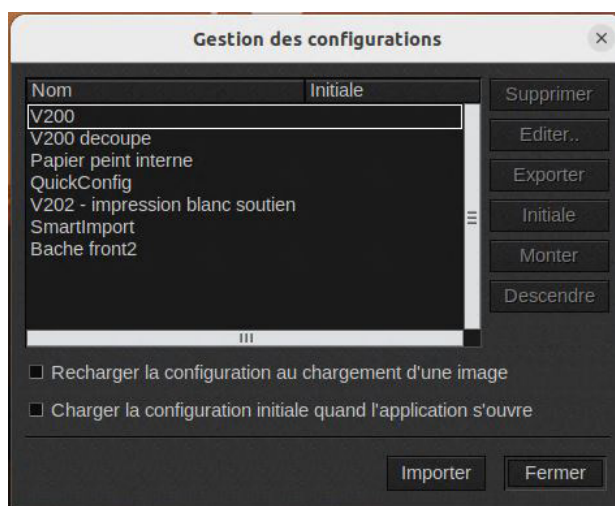 Gestion des configurations
Nom Initiale
V200
V200 decoupe
Papier peint interne
QuickConfig
V202 - impression blanc soutien
SmartImport
Bache front2
Supprimer
Editer..
Exporter
Initiale
Monter
Descendre
Recharger la configuration au chargement d'une image
Charger la configuration initiale quand l'application s'ouvre
Importer Fermer